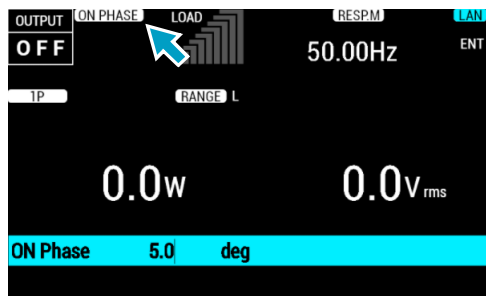 OUTPUT ON PHASE LOAD RESP.M LAN
OFF 50.00Hz ENT
1P RANGE L
0.0W 0.0Vrms
ON Phase 5.0 deg